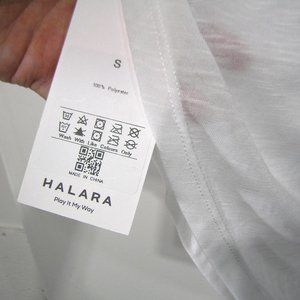 S
100% Polyester
Wash With Like Colours Only
MADE IN CHINA
HALARA
Play It My Way